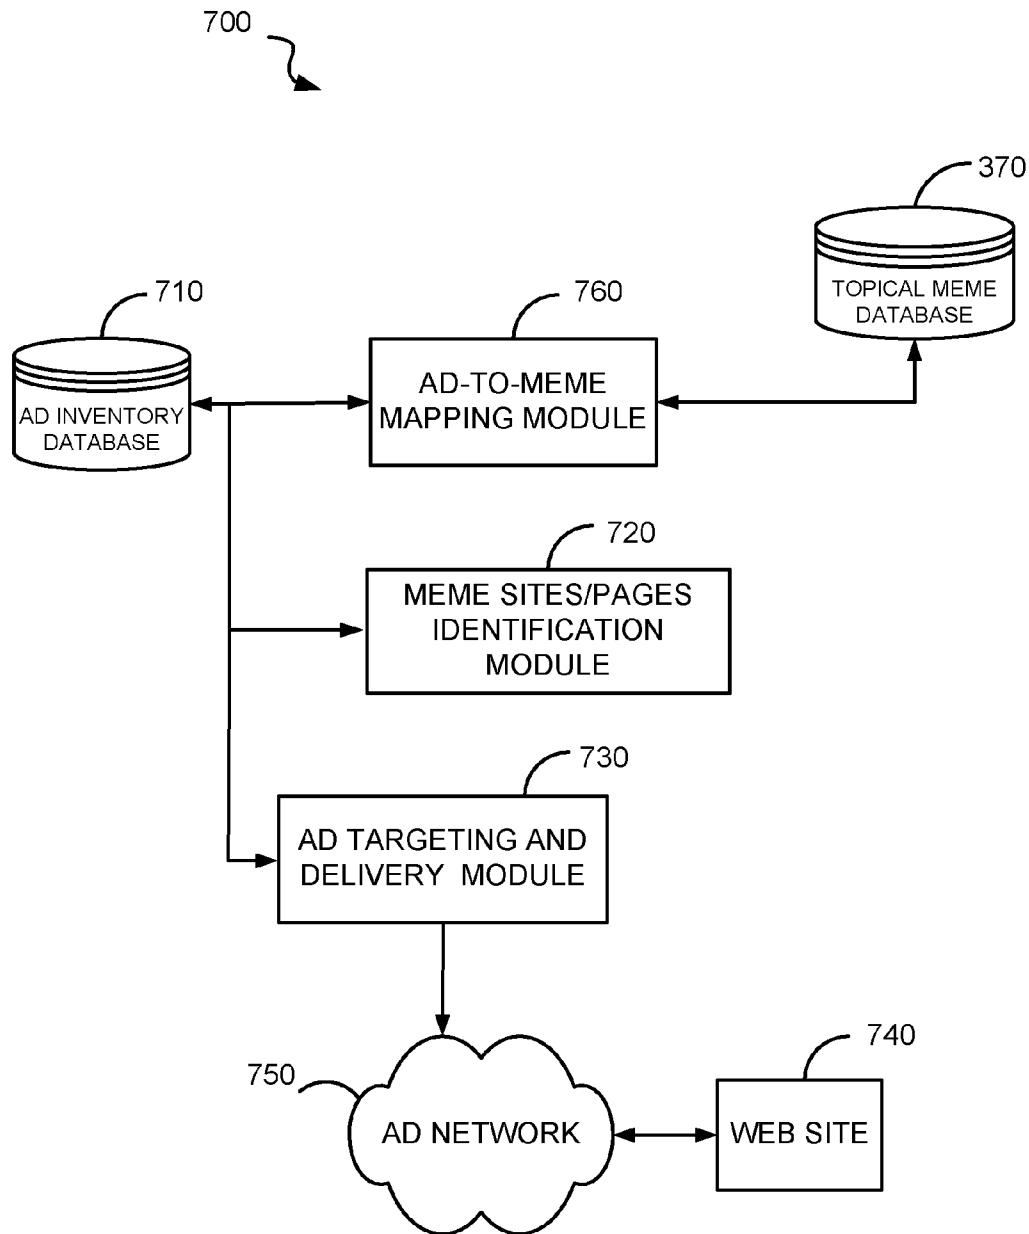 700
370
TOPICAL MEME
DATABASE
710
AD INVENTORY
DATABASE
760
AD-TO-MEME
MAPPING MODULE
720
MEME SITES/PAGES
IDENTIFICATION
MODULE
730
AD TARGETING AND
DELIVERY MODULE
750
AD NETWORK
740
WEB SITE